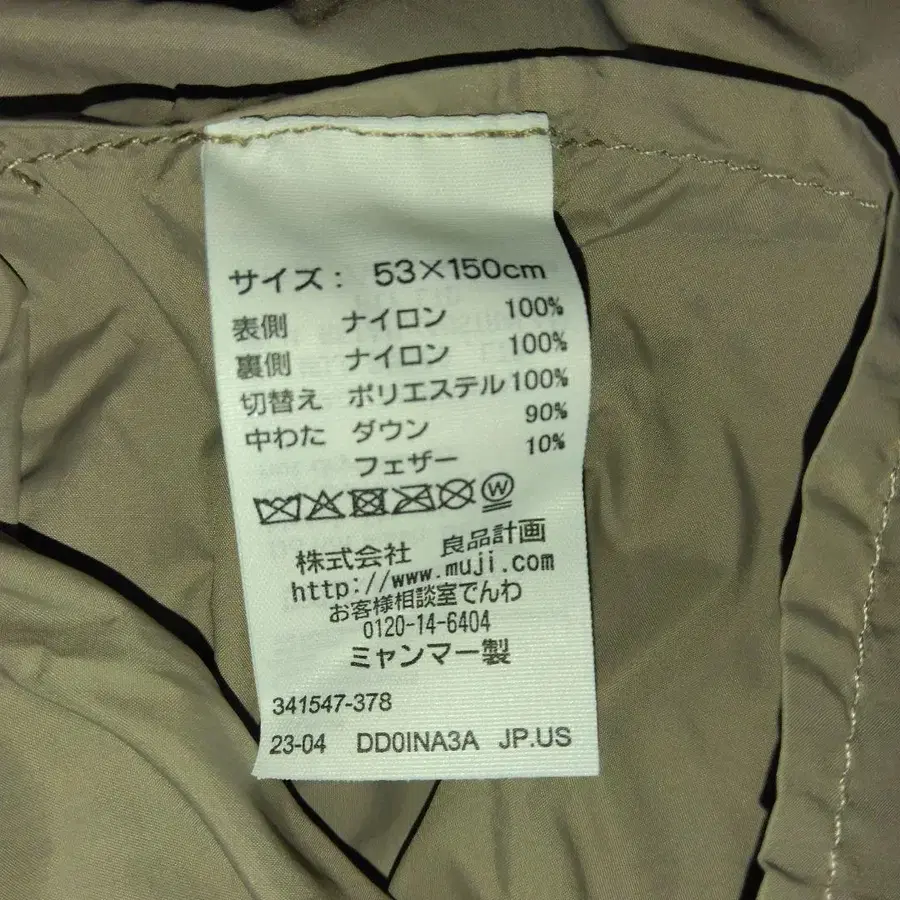 サイズ： 53×150cm
表側 ナイロン 100%
裏側 ナイロン 100%
切替え ポリエステル 100%
中わた ダウン 90%
フェザー 10%
W
株式会社 良品計画
http://www.muji.com
お客様相談室でんわ
0120-14-6404
ミャンマー製
341547-378
23-04 DD0INA3A JP.US